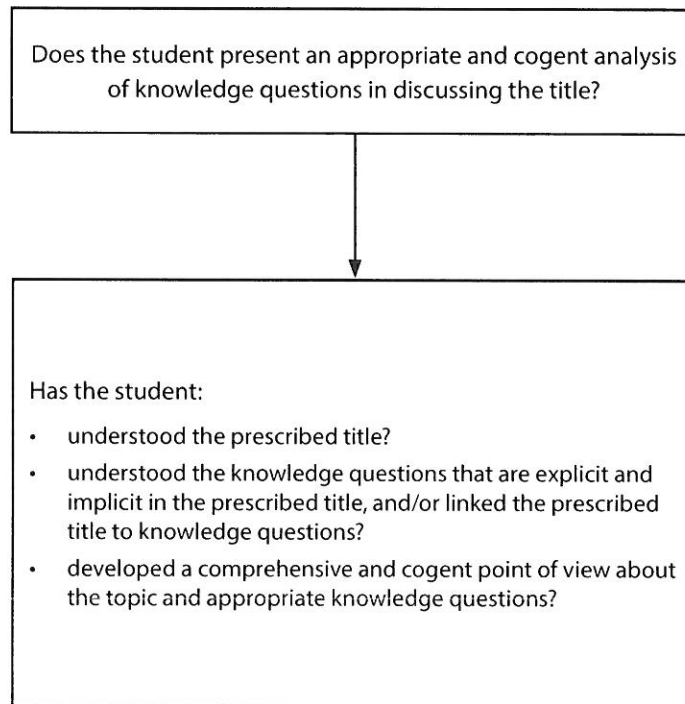 Does the student present an appropriate and cogent analysis
of knowledge questions in discussing the title?
Has the student:
• understood the prescribed title?
• understood the knowledge questions that are explicit and
implicit in the prescribed title, and/or linked the prescribed
title to knowledge questions?
• developed a comprehensive and cogent point of view about
the topic and appropriate knowledge questions?